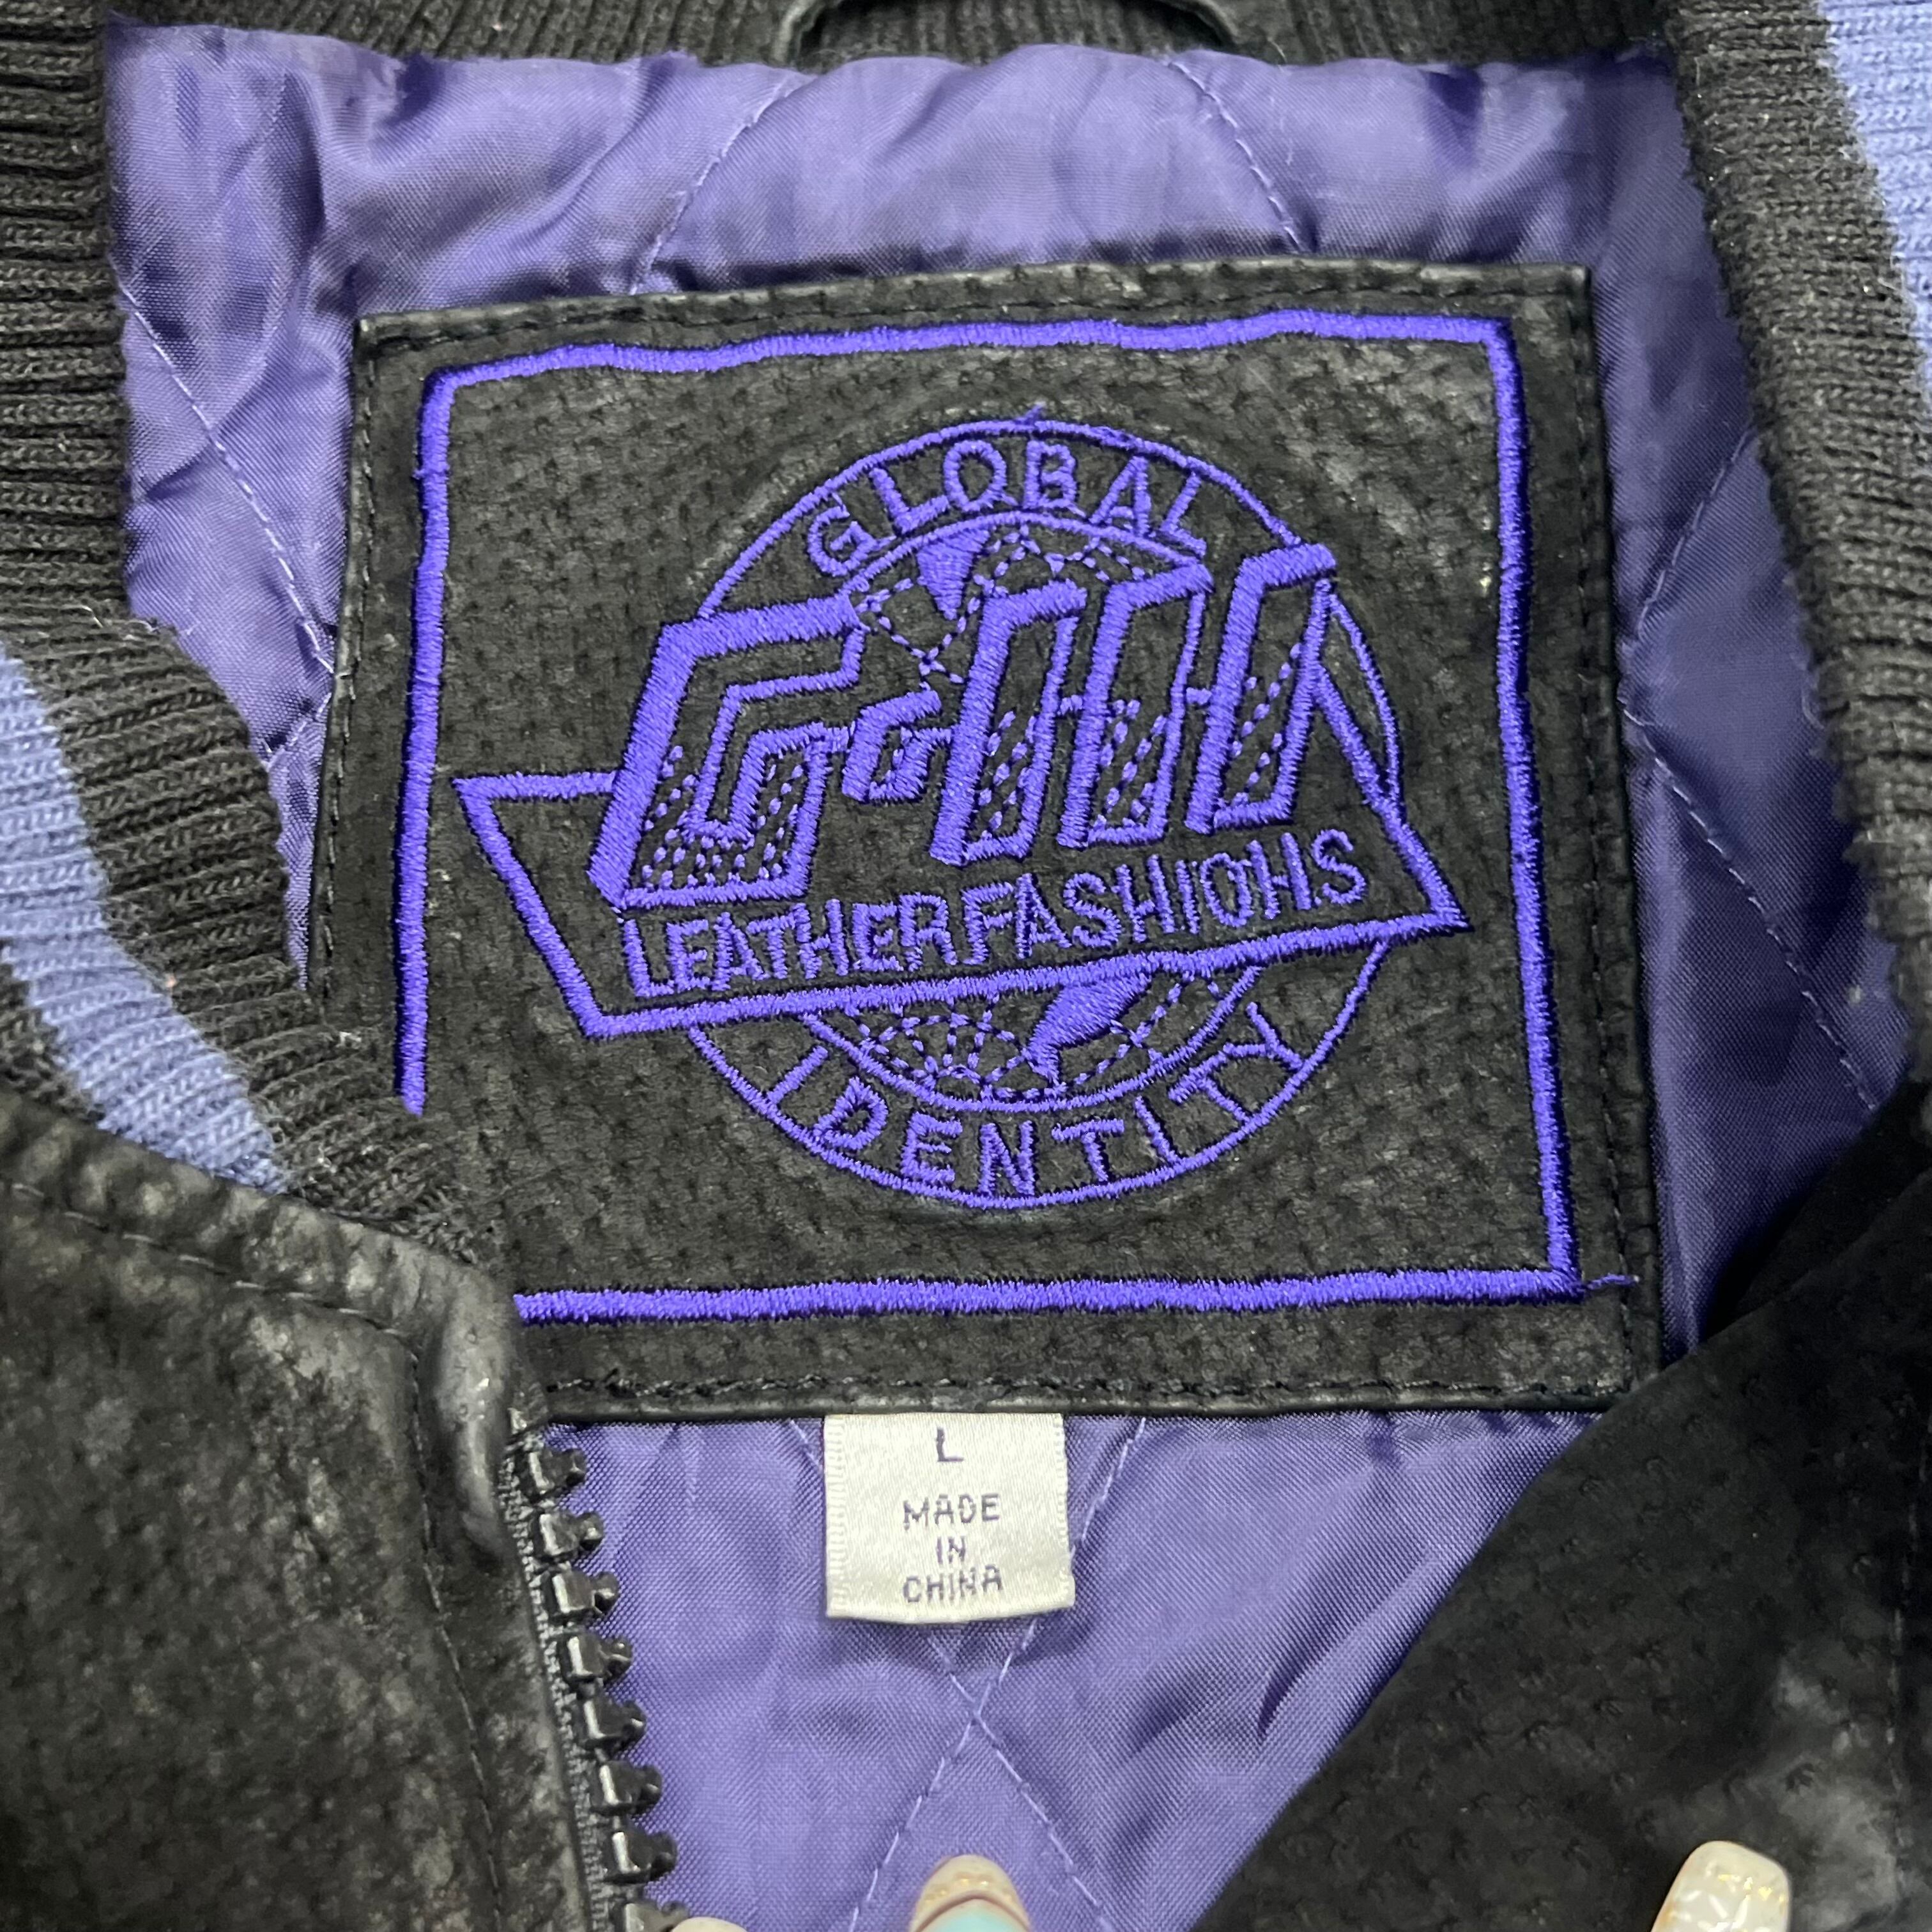 GLOBAL
G-III
LEATHER FASHIONS
IDENTITY
L
MADE
IN
CHINA